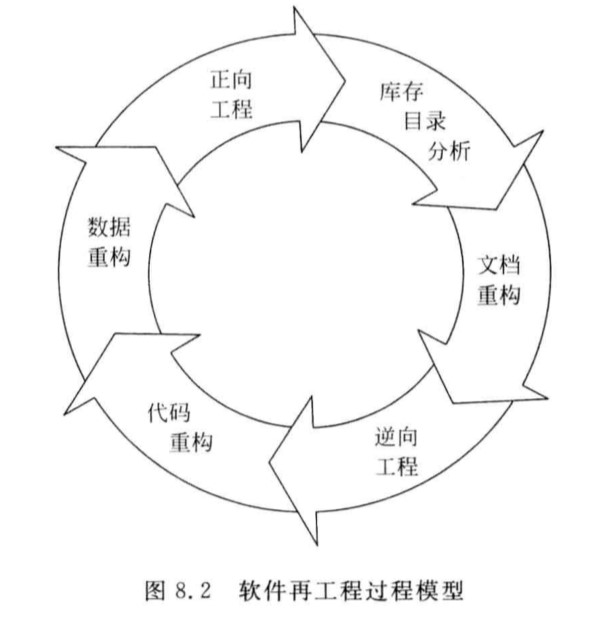 正向
工程
库存
目录
分析
文档
重构
逆向
工程
代码
重构
数据
重构
图 8.2 软件再工程过程模型